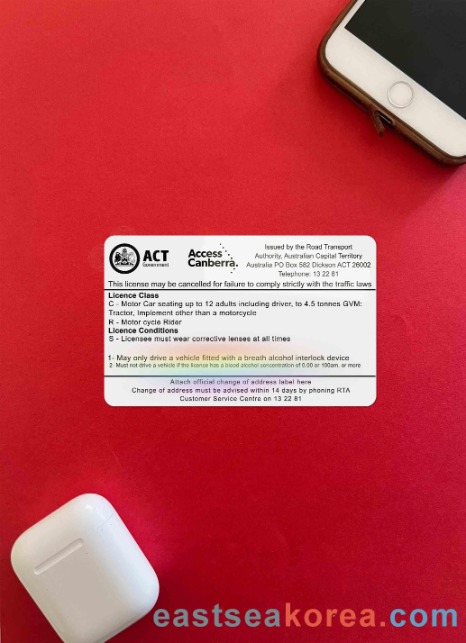 ACT
Government
Access
Canberra.
Issued by the Road Transport
Authority, Australian Capital Territory
Australia PO Box 582 Dickson ACT 26002
Telephone: 13 22 81
This license may be cancelled for failure to comply strictly with the traffic laws
Licence Class
C - Motor Car seating up to 12 adults including driver, to 4.5 tonnes GVM:
Tractor, Implement other than a motorcycle
R - Motor cycle Rider
Licence Conditions
S - Licensee must wear corrective lenses at all times
1- May only drive a vehicle fitted with a breath alcohol interlock device
2- Must not drive a vehicle if the licence has a blood alcohol concentration of 0.00 or 100am. or more
Attach official change of address label here
Change of address must be advised within 14 days by phoning RTA
Customer Service Centre on 13 22 81
eastseakorea.com